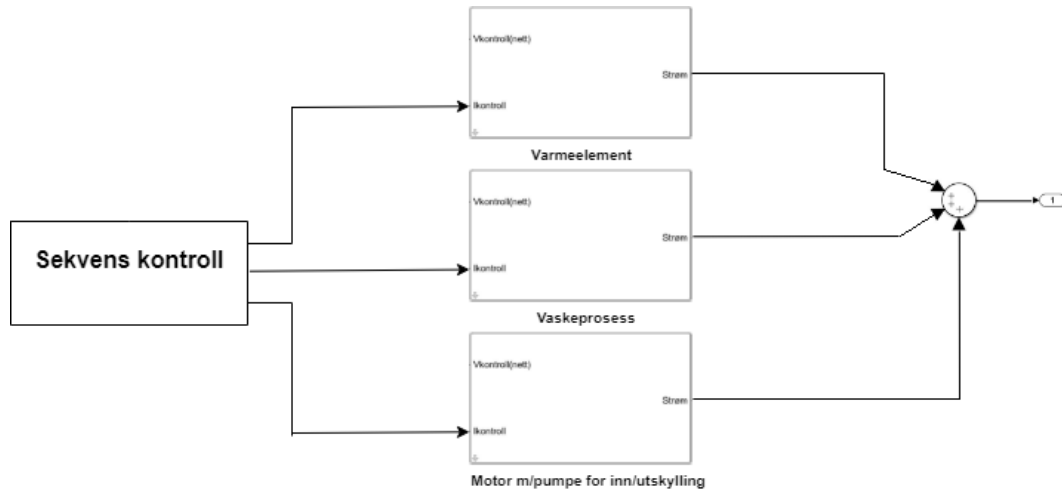 Vkontroll(nett)
Strøm
Ikontroll
Varmeelement
Vkontroll(nett)
Strøm
Ikontroll
Vaskeprosess
Sekvens kontroll
1
Vkontroll(nett)
Strøm
Ikontroll
Motor m/pumpe for inn/utskylling